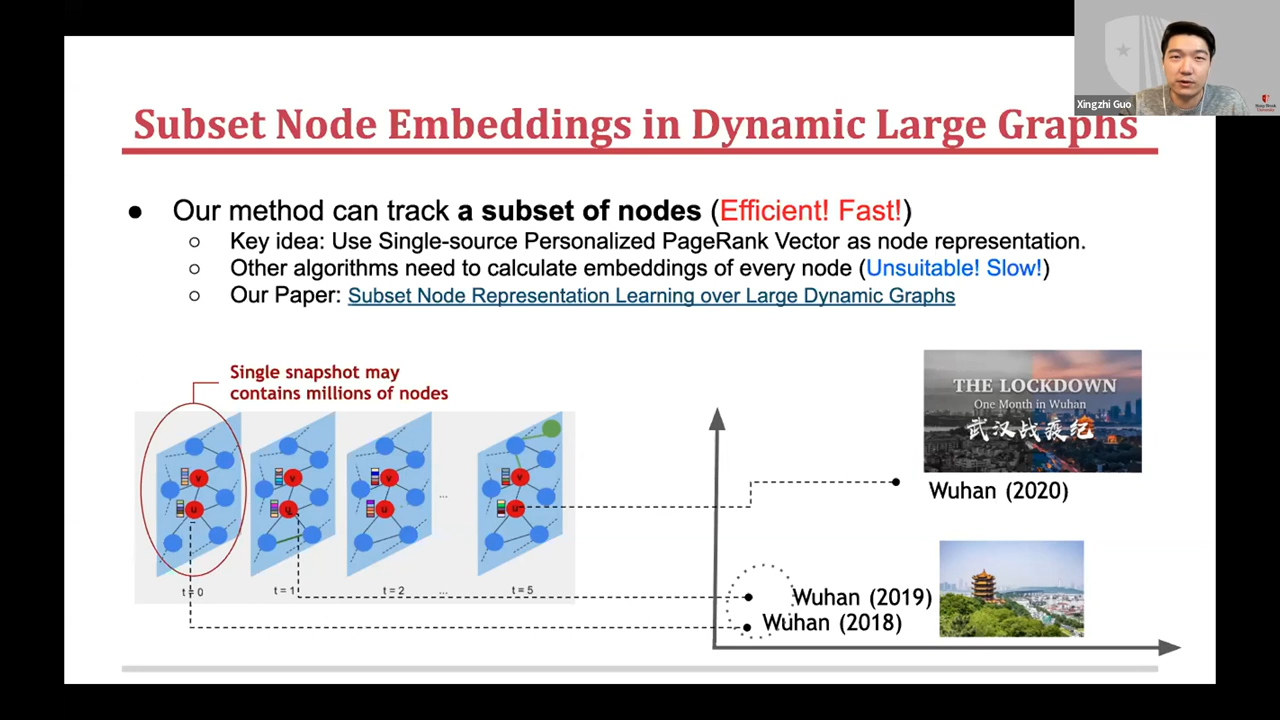 Xingzhi Guo
Stony Brook
University
Subset Node Embeddings in Dynamic Large Graphs
● Our method can track a subset of nodes (Efficient! Fast!)
○ Key idea: Use Single-source Personalized PageRank Vector as node representation.
○ Other algorithms need to calculate embeddings of every node (Unsuitable! Slow!)
○ Our Paper: Subset Node Representation Learning over Large Dynamic Graphs
Single snapshot may
contains millions of nodes
THE LOCKDOWN
One Month in Wuhan
武汉战疫纪
Wuhan (2020)
v v v v
u u u u
...
t = 0 t = 1 t = 2 ... t = 5
Wuhan (2019)
Wuhan (2018)